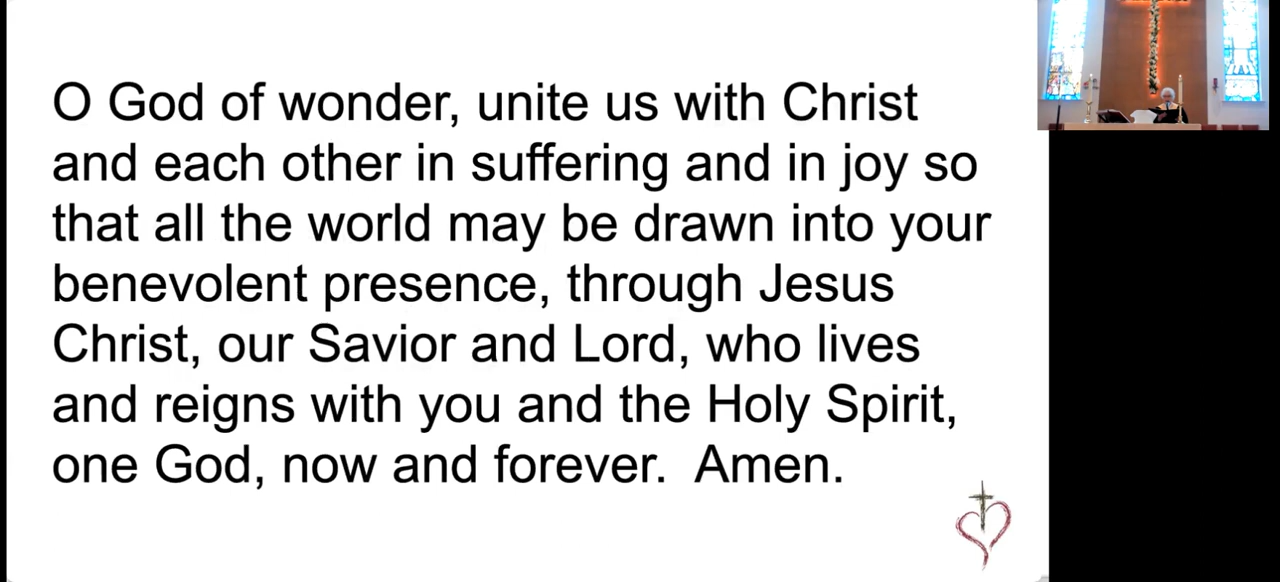 O God of wonder, unite us with Christ
and each other in suffering and in joy so
that all the world may be drawn into your
benevolent presence, through Jesus
Christ, our Savior and Lord, who lives
and reigns with you and the Holy Spirit,
one God, now and forever.  Amen.